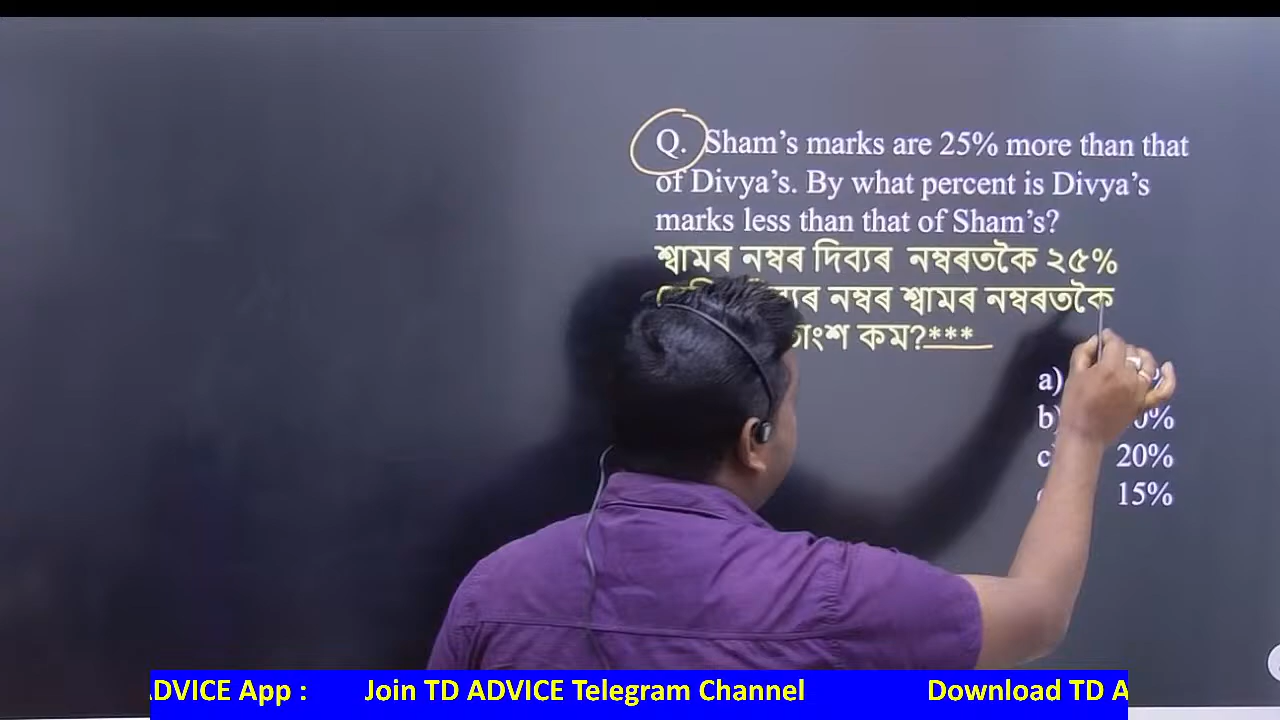 Q. Sham’s marks are 25% more than that
of Divya’s. By what percent is Divya’s
marks less than that of Sham’s?
শ্বামৰ নম্বৰ দিব্যৰ নম্বৰতকৈ ২৫%
নম্বৰ শ্বামৰ নম্বৰতকৈ
কম?***
a)
b)
20%
15%
ADVICE App : Join TD ADVICE Telegram Channel Download TD